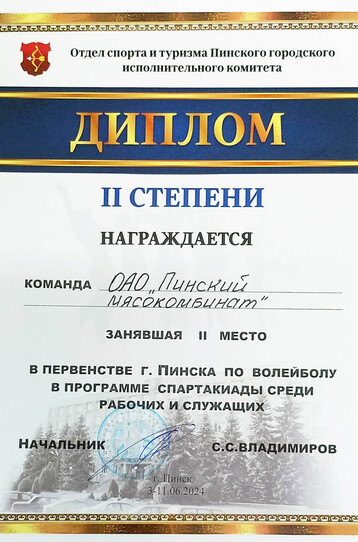 Отдел спорта и туризма Пинского городского
исполнительного комитета
ДИПЛОМ
II СТЕПЕНИ
НАГРАЖДАЕТСЯ
КОМАНДА ОАО „Пинский
мясокомбинат"
ЗАНЯВШАЯ II МЕСТО
В ПЕРВЕНСТВЕ Г. ПИНСКА ПО ВОЛЕЙБОЛУ
В ПРОГРАММЕ СПАРТАКИАДЫ СРЕДИ
РАБОЧИХ И СЛУЖАЩИХ
НАЧАЛЬНИК С.С.ВЛАДИМИРОВ
г. Пинск
3-11.06.2024